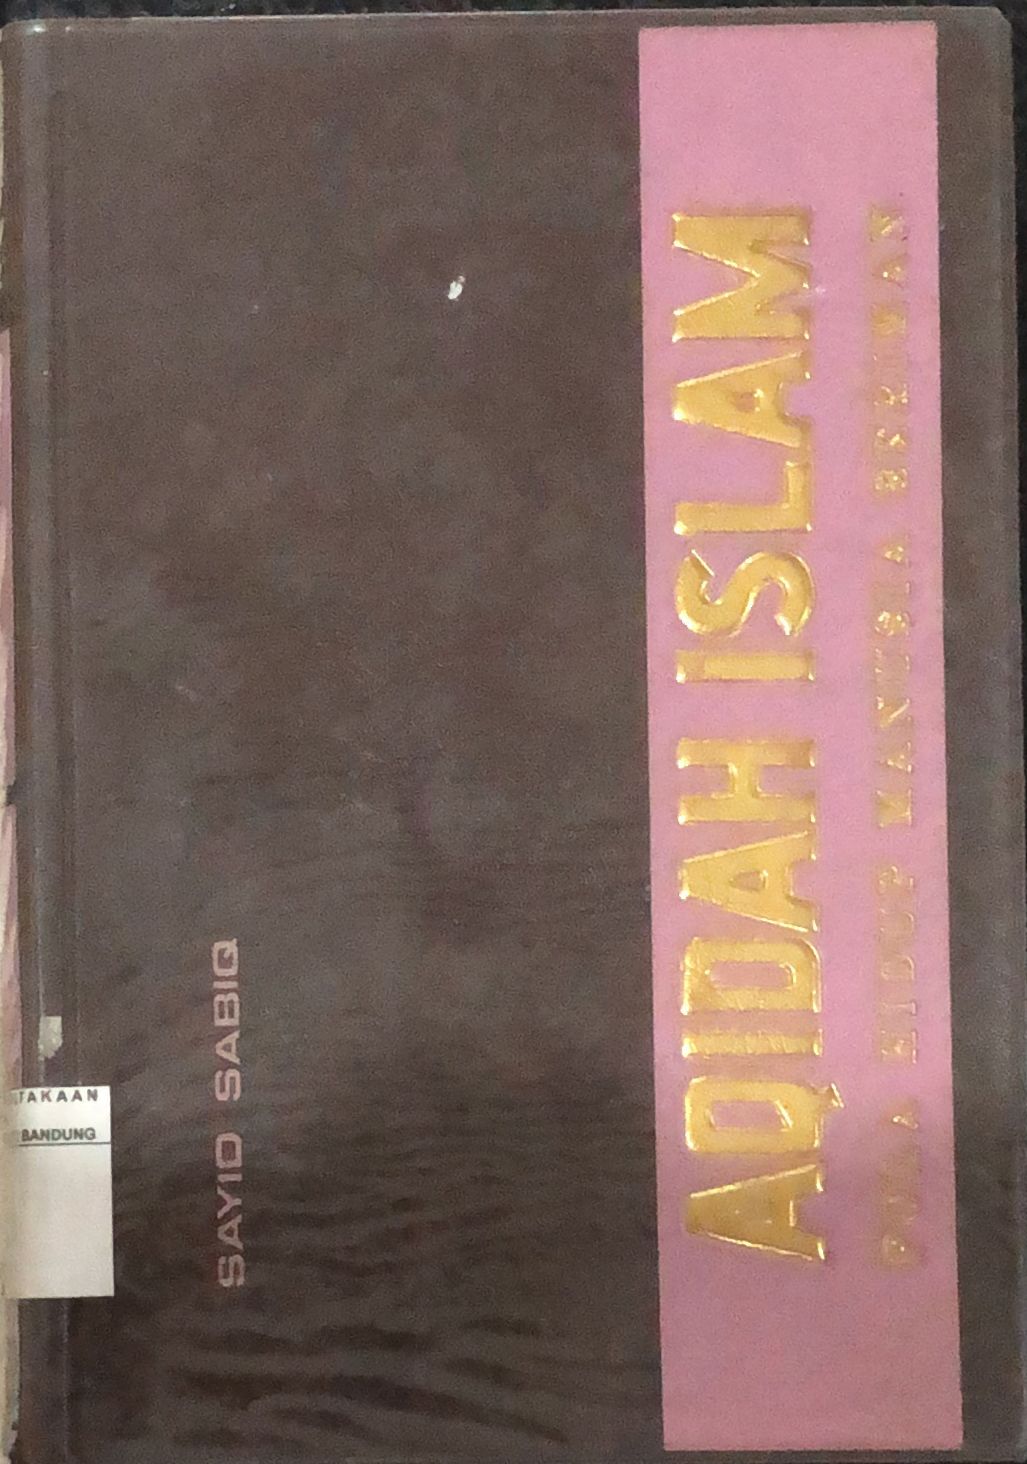 AQIDAH ISLAM
POLA HIDUP MANUSIA BERIMAN
SAYID SABIQ
TAKAAN
BANDUNG